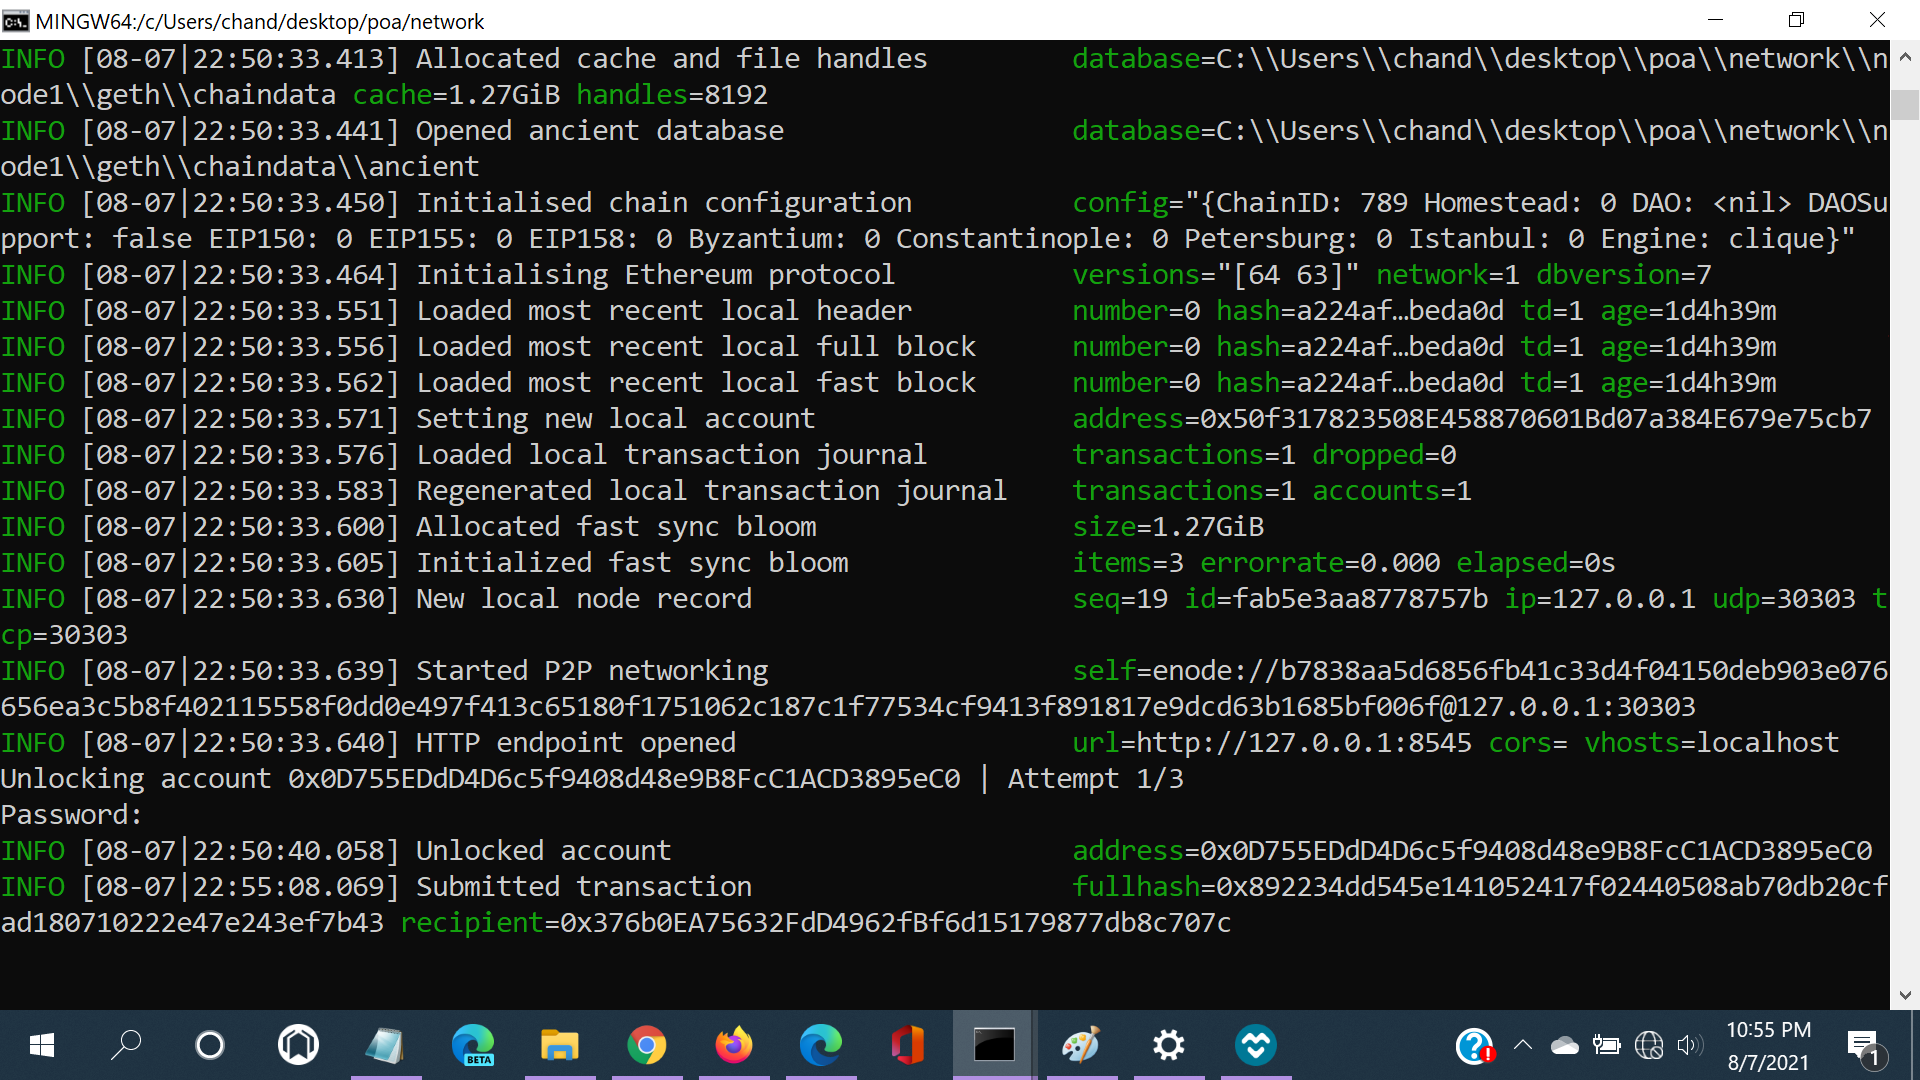 MINGW64:/c/Users/chand/desktop/poa/network
INFO [08-07|22:50:33.413] Allocated cache and file handles database=C:\\Users\\chand\\desktop\\poa\\network\\n
ode1\\geth\\chaindata cache=1.27GiB handles=8192
INFO [08-07|22:50:33.441] Opened ancient database database=C:\\Users\\chand\\desktop\\poa\\network\\n
ode1\\geth\\chaindata\\ancient
INFO [08-07|22:50:33.450] Initialised chain configuration config="{ChainID: 789 Homestead: 0 DAO: <nil> DAOSu
pport: false EIP150: 0 EIP155: 0 EIP158: 0 Byzantium: 0 Constantinople: 0 Petersburg: 0 Istanbul: 0 Engine: clique}"
INFO [08-07|22:50:33.464] Initialising Ethereum protocol versions="[64 63]" network=1 dbversion=7
INFO [08-07|22:50:33.551] Loaded most recent local header number=0 hash=a224af…beda0d td=1 age=1d4h39m
INFO [08-07|22:50:33.556] Loaded most recent local full block number=0 hash=a224af…beda0d td=1 age=1d4h39m
INFO [08-07|22:50:33.562] Loaded most recent local fast block number=0 hash=a224af…beda0d td=1 age=1d4h39m
INFO [08-07|22:50:33.571] Setting new local account address=0x50f317823508E458870601Bd07a384E679e75cb7
INFO [08-07|22:50:33.576] Loaded local transaction journal transactions=1 dropped=0
INFO [08-07|22:50:33.583] Regenerated local transaction journal transactions=1 accounts=1
INFO [08-07|22:50:33.600] Allocated fast sync bloom size=1.27GiB
INFO [08-07|22:50:33.605] Initialized fast sync bloom items=3 errorrate=0.000 elapsed=0s
INFO [08-07|22:50:33.630] New local node record seq=19 id=fab5e3aa8778757b ip=127.0.0.1 udp=30303 t
cp=30303
INFO [08-07|22:50:33.639] Started P2P networking self=enode://b7838aa5d6856fb41c33d4f04150deb903e076
656ea3c5b8f402115558f0dd0e497f413c65180f1751062c187c1f77534cf9413f891817e9dcd63b1685bf006f@127.0.0.1:30303
INFO [08-07|22:50:33.640] HTTP endpoint opened url=http://127.0.0.1:8545 cors= vhosts=localhost
Unlocking account 0x0D755EDdD4D6c5f9408d48e9B8FcC1ACD3895eC0 | Attempt 1/3
Password:
INFO [08-07|22:50:40.058] Unlocked account address=0x0D755EDdD4D6c5f9408d48e9B8FcC1ACD3895eC0
INFO [08-07|22:55:08.069] Submitted transaction fullhash=0x892234dd545e141052417f02440508ab70db20cf
ad180710222e47e243ef7b43 recipient=0x376b0EA75632FdD4962fBf6d15179877db8c707c
BETA
10:55 PM
8/7/2021
1